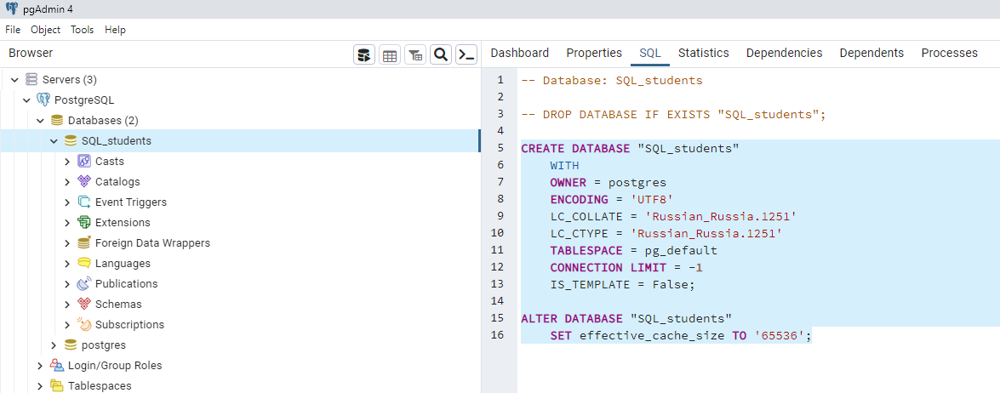 pgAdmin 4
File Object Tools Help
Browser
Servers (3)
PostgreSQL
Databases (2)
SQL_students
Casts
Catalogs
Event Triggers
Extensions
Foreign Data Wrappers
Languages
Publications
Schemas
Subscriptions
postgres
Login/Group Roles
Tablespaces
Dashboard Properties SQL Statistics Dependencies Dependents Processes
1 -- Database: SQL_students
2
3 -- DROP DATABASE IF EXISTS "SQL_students";
4
5 CREATE DATABASE "SQL_students"
6 WITH
7 OWNER = postgres
8 ENCODING = 'UTF8'
9 LC_COLLATE = 'Russian_Russia.1251'
10 LC_CTYPE = 'Russian_Russia.1251'
11 TABLESPACE = pg_default
12 CONNECTION LIMIT = -1
13 IS_TEMPLATE = False;
14
15 ALTER DATABASE "SQL_students"
16 SET effective_cache_size TO '65536';